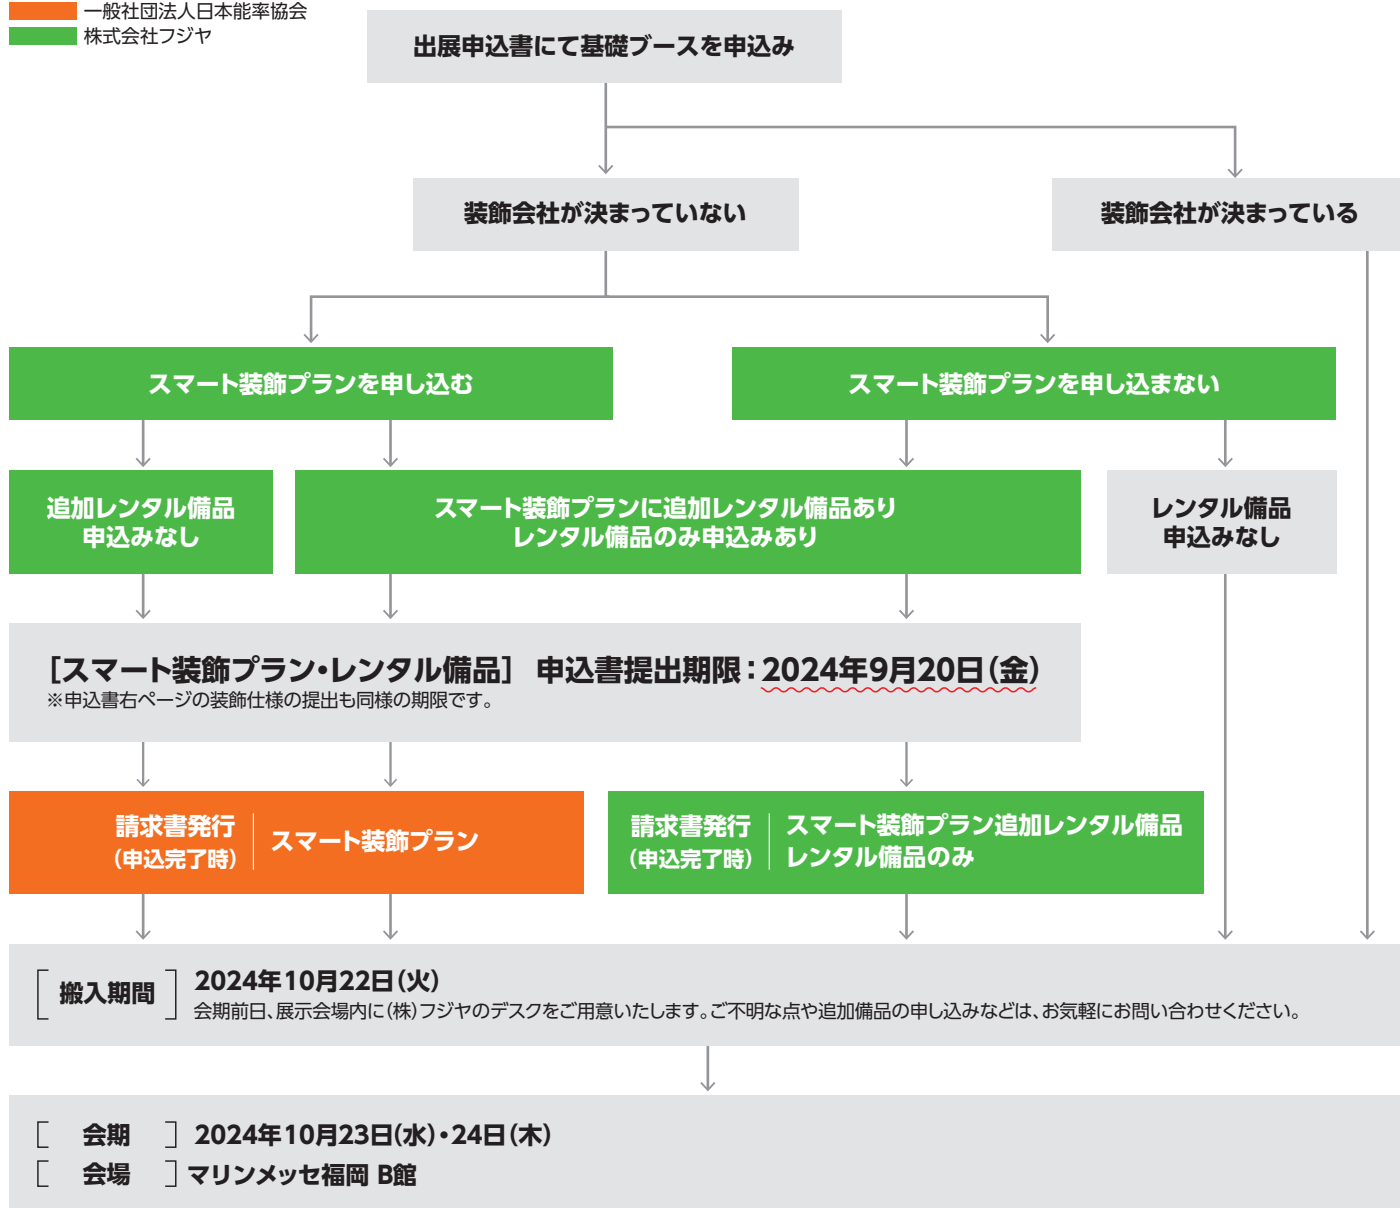 一般社団法人日本能率協会
株式会社フジヤ
出展申込書にて基礎ブースを申込み
装飾会社が決まっていない
装飾会社が決まっている
スマート装飾プランを申し込む
スマート装飾プランを申し込まない
追加レンタル備品
申込みなし
スマート装飾プランに追加レンタル備品あり
レンタル備品のみ申込みあり
レンタル備品
申込みなし
［スマート装飾プラン・レンタル備品］ 申込書提出期限：2024年9月20日（金）
※申込書右ページの装飾仕様の提出も同様の期限です。
請求書発行
（申込完了時）
スマート装飾プラン
請求書発行
（申込完了時）
スマート装飾プラン追加レンタル備品
レンタル備品のみ
［搬入期間］ 2024年10月22日（火）
会期前日、展示会場内に（株）フジヤのデスクをご用意いたします。ご不明な点や追加備品の申し込みなどは、お気軽にお問い合わせください。
［会期］ 2024年10月23日（水）・24日（木）
［会場］ マリンメッセ福岡 B館